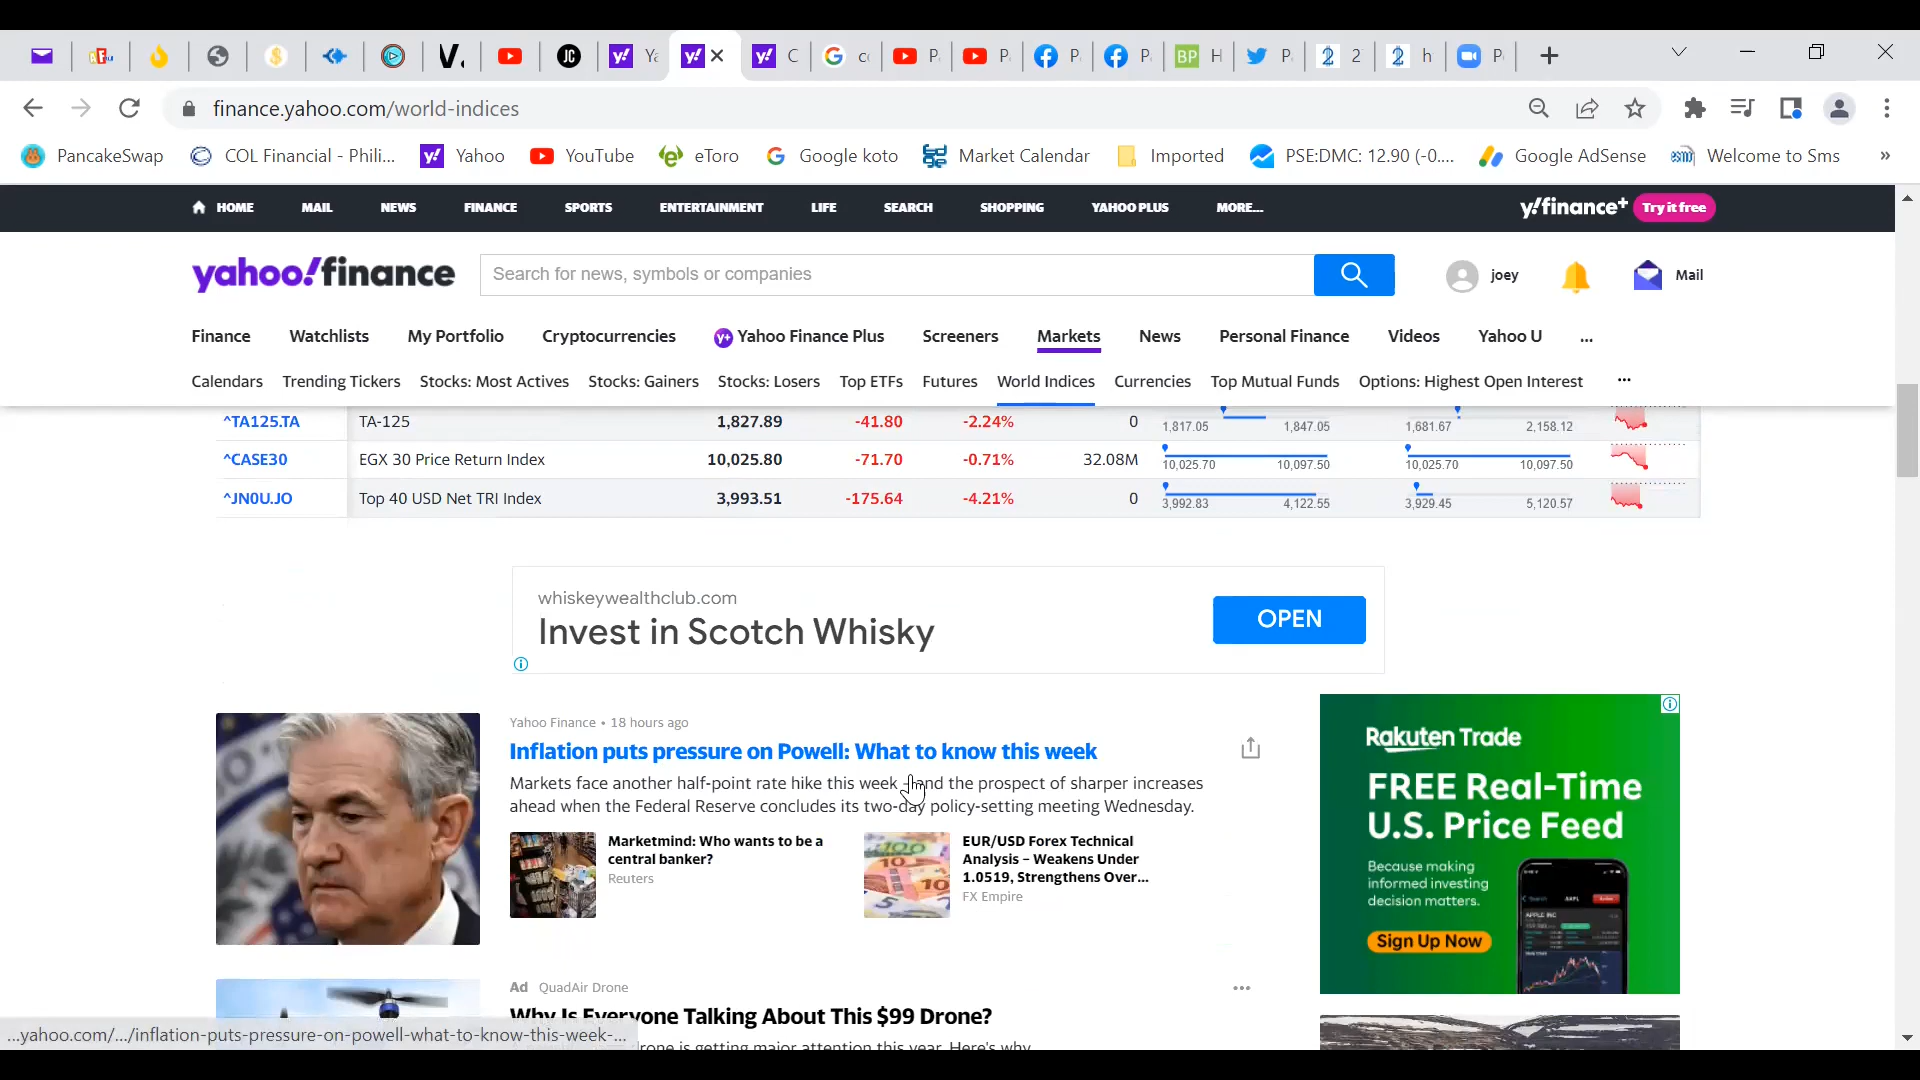 Ya
C
co
P
P
P
P
BP H
P
2
h
P
finance.yahoo.com/world-indices
PancakeSwap
COL Financial - Phili...
Yahoo
YouTube
eToro
Google koto
Market Calendar
Imported
PSE:DMC: 12.90 (-0....
Google AdSense
Welcome to Sms
»
HOME
MAIL
NEWS
FINANCE
SPORTS
ENTERTAINMENT
LIFE
SEARCH
SHOPPING
YAHOO PLUS
MORE...
y!finance+
Try it free
yahoo!finance
Search for news, symbols or companies
joey
Mail
Finance
Watchlists
My Portfolio
Cryptocurrencies
Yahoo Finance Plus
Screeners
Markets
News
Personal Finance
Videos
Yahoo U
...
Calendars
Trending Tickers
Stocks: Most Actives
Stocks: Gainers
Stocks: Losers
Top ETFs
Futures
World Indices
Currencies
Top Mutual Funds
Options: Highest Open Interest
...
^TA125.TA TA-125 1,827.89 -41.80 -2.24% 0 1,817.05 1,847.05 1,681.67 2,158.12
^CASE30 EGX 30 Price Return Index 10,025.80 -71.70 -0.71% 32.08M 10,025.70 10,097.50 10,025.70 10,097.50
^JN0U.JO Top 40 USD Net TRI Index 3,993.51 -175.64 -4.21% 0 3,992.83 4,122.55 3,929.45 5,120.57
whiskeywealthclub.com
Invest in Scotch Whisky
OPEN
Yahoo Finance • 18 hours ago
Inflation puts pressure on Powell: What to know this week
Markets face another half-point rate hike this week - and the prospect of sharper increases
ahead when the Federal Reserve concludes its two-day policy-setting meeting Wednesday.
Marketmind: Who wants to be a
central banker?
Reuters
EUR/USD Forex Technical
Analysis – Weakens Under
1.0519, Strengthens Over...
FX Empire
Rakuten Trade
FREE Real-Time
U.S. Price Feed
Because making
informed investing
decision matters.
Sign Up Now
Ad QuadAir Drone
Why Is Everyone Talking About This $99 Drone?
drone is getting major attention this year. Here's why
...yahoo.com/.../inflation-puts-pressure-on-powell-what-to-know-this-week-...